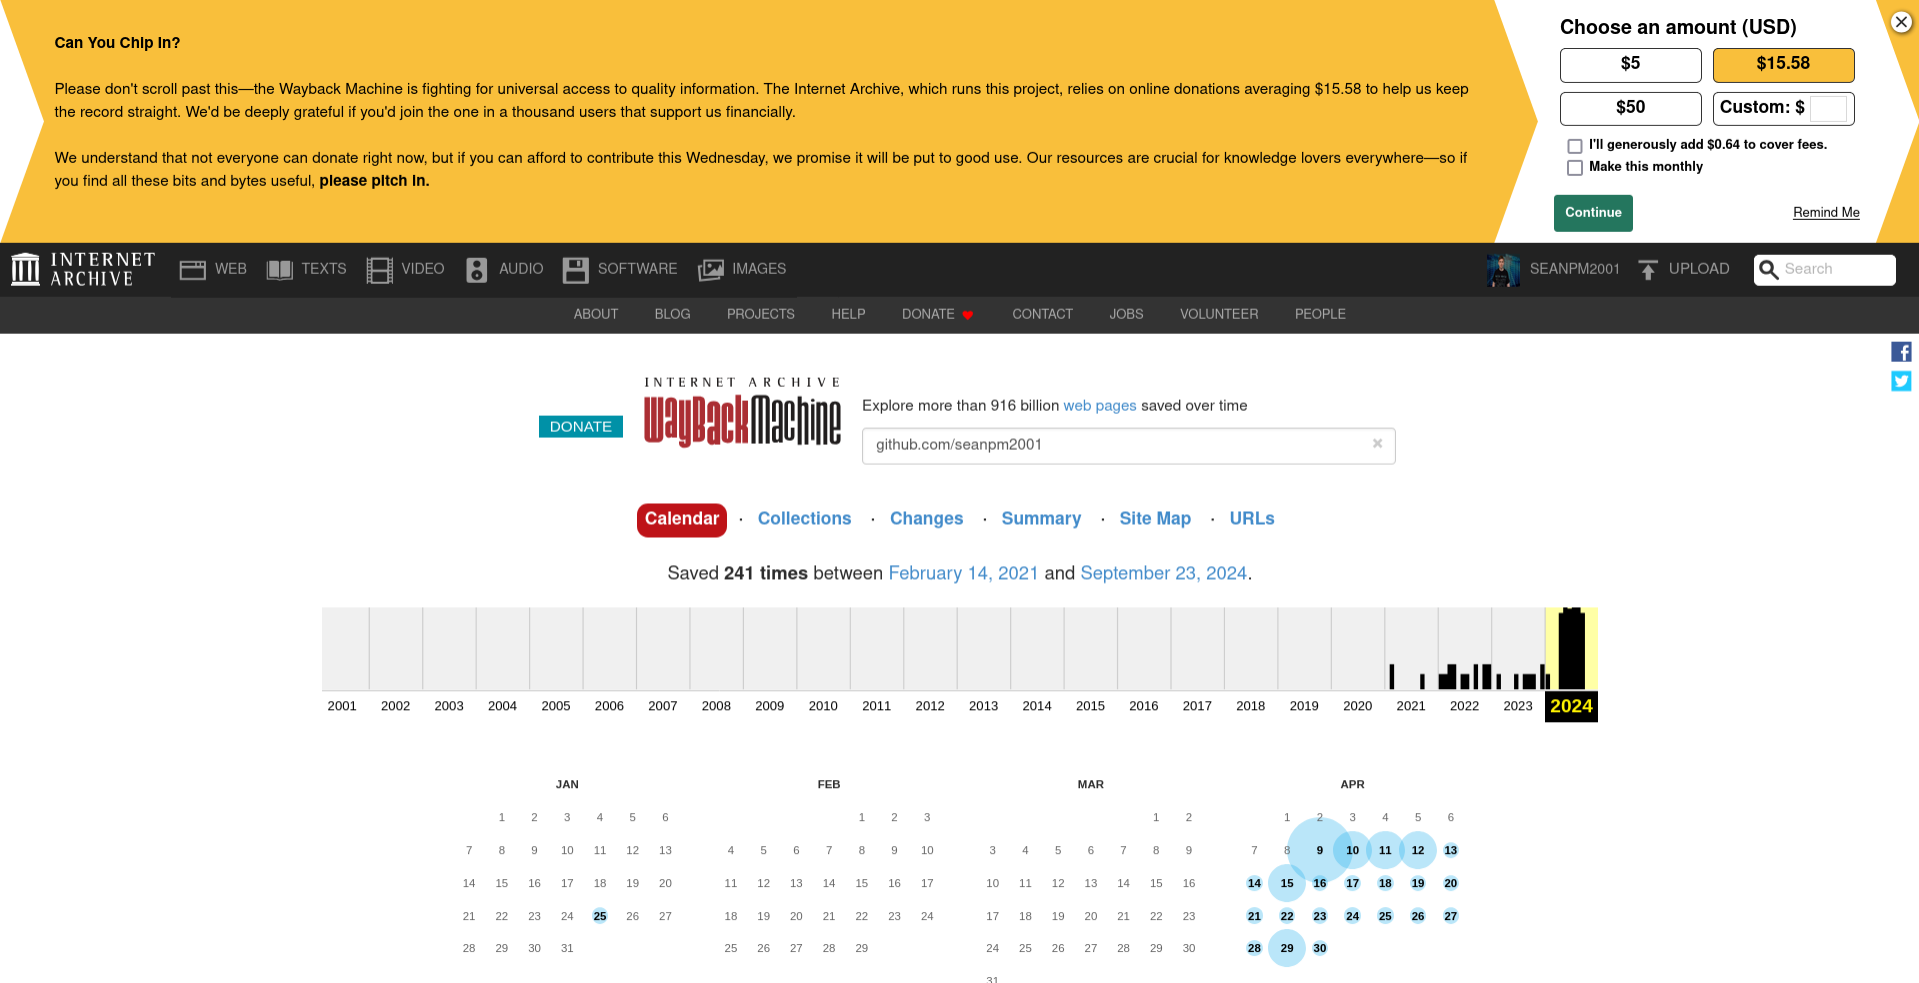 Can You Chip In?
Please don't scroll past this—the Wayback Machine is fighting for universal access to quality information. The Internet Archive, which runs this project, relies on online donations averaging $15.58 to help us keep
the record straight. We'd be deeply grateful if you'd join the one in a thousand users that support us financially.
We understand that not everyone can donate right now, but if you can afford to contribute this Wednesday, we promise it will be put to good use. Our resources are crucial for knowledge lovers everywhere—so if
you find all these bits and bytes useful, please pitch in.
Choose an amount (USD)
$5 $15.58
$50 Custom: $
I'll generously add $0.64 to cover fees.
Make this monthly
Continue Remind Me
INTERNET
ARCHIVE
WEB TEXTS VIDEO AUDIO SOFTWARE IMAGES SEANPM2001 UPLOAD Search
ABOUT BLOG PROJECTS HELP DONATE CONTACT JOBS VOLUNTEER PEOPLE
DONATE
INTERNET ARCHIVE
WayBackMachine
Explore more than 916 billion web pages saved over time
github.com/seanpm2001
Calendar · Collections · Changes · Summary · Site Map · URLs
Saved 241 times between February 14, 2021 and September 23, 2024.
2001 2002 2003 2004 2005 2006 2007 2008 2009 2010 2011 2012 2013 2014 2015 2016 2017 2018 2019 2020 2021 2022 2023 2024
JAN
1 2 3 4 5 6
7 8 9 10 11 12 13
14 15 16 17 18 19 20
21 22 23 24 25 26 27
28 29 30 31
FEB
1 2 3
4 5 6 7 8 9 10
11 12 13 14 15 16 17
18 19 20 21 22 23 24
25 26 27 28 29
MAR
1 2
3 4 5 6 7 8 9
10 11 12 13 14 15 16
17 18 19 20 21 22 23
24 25 26 27 28 29 30
31
APR
1 2 3 4 5 6
7 8 9 10 11 12 13
14 15 16 17 18 19 20
21 22 23 24 25 26 27
28 29 30